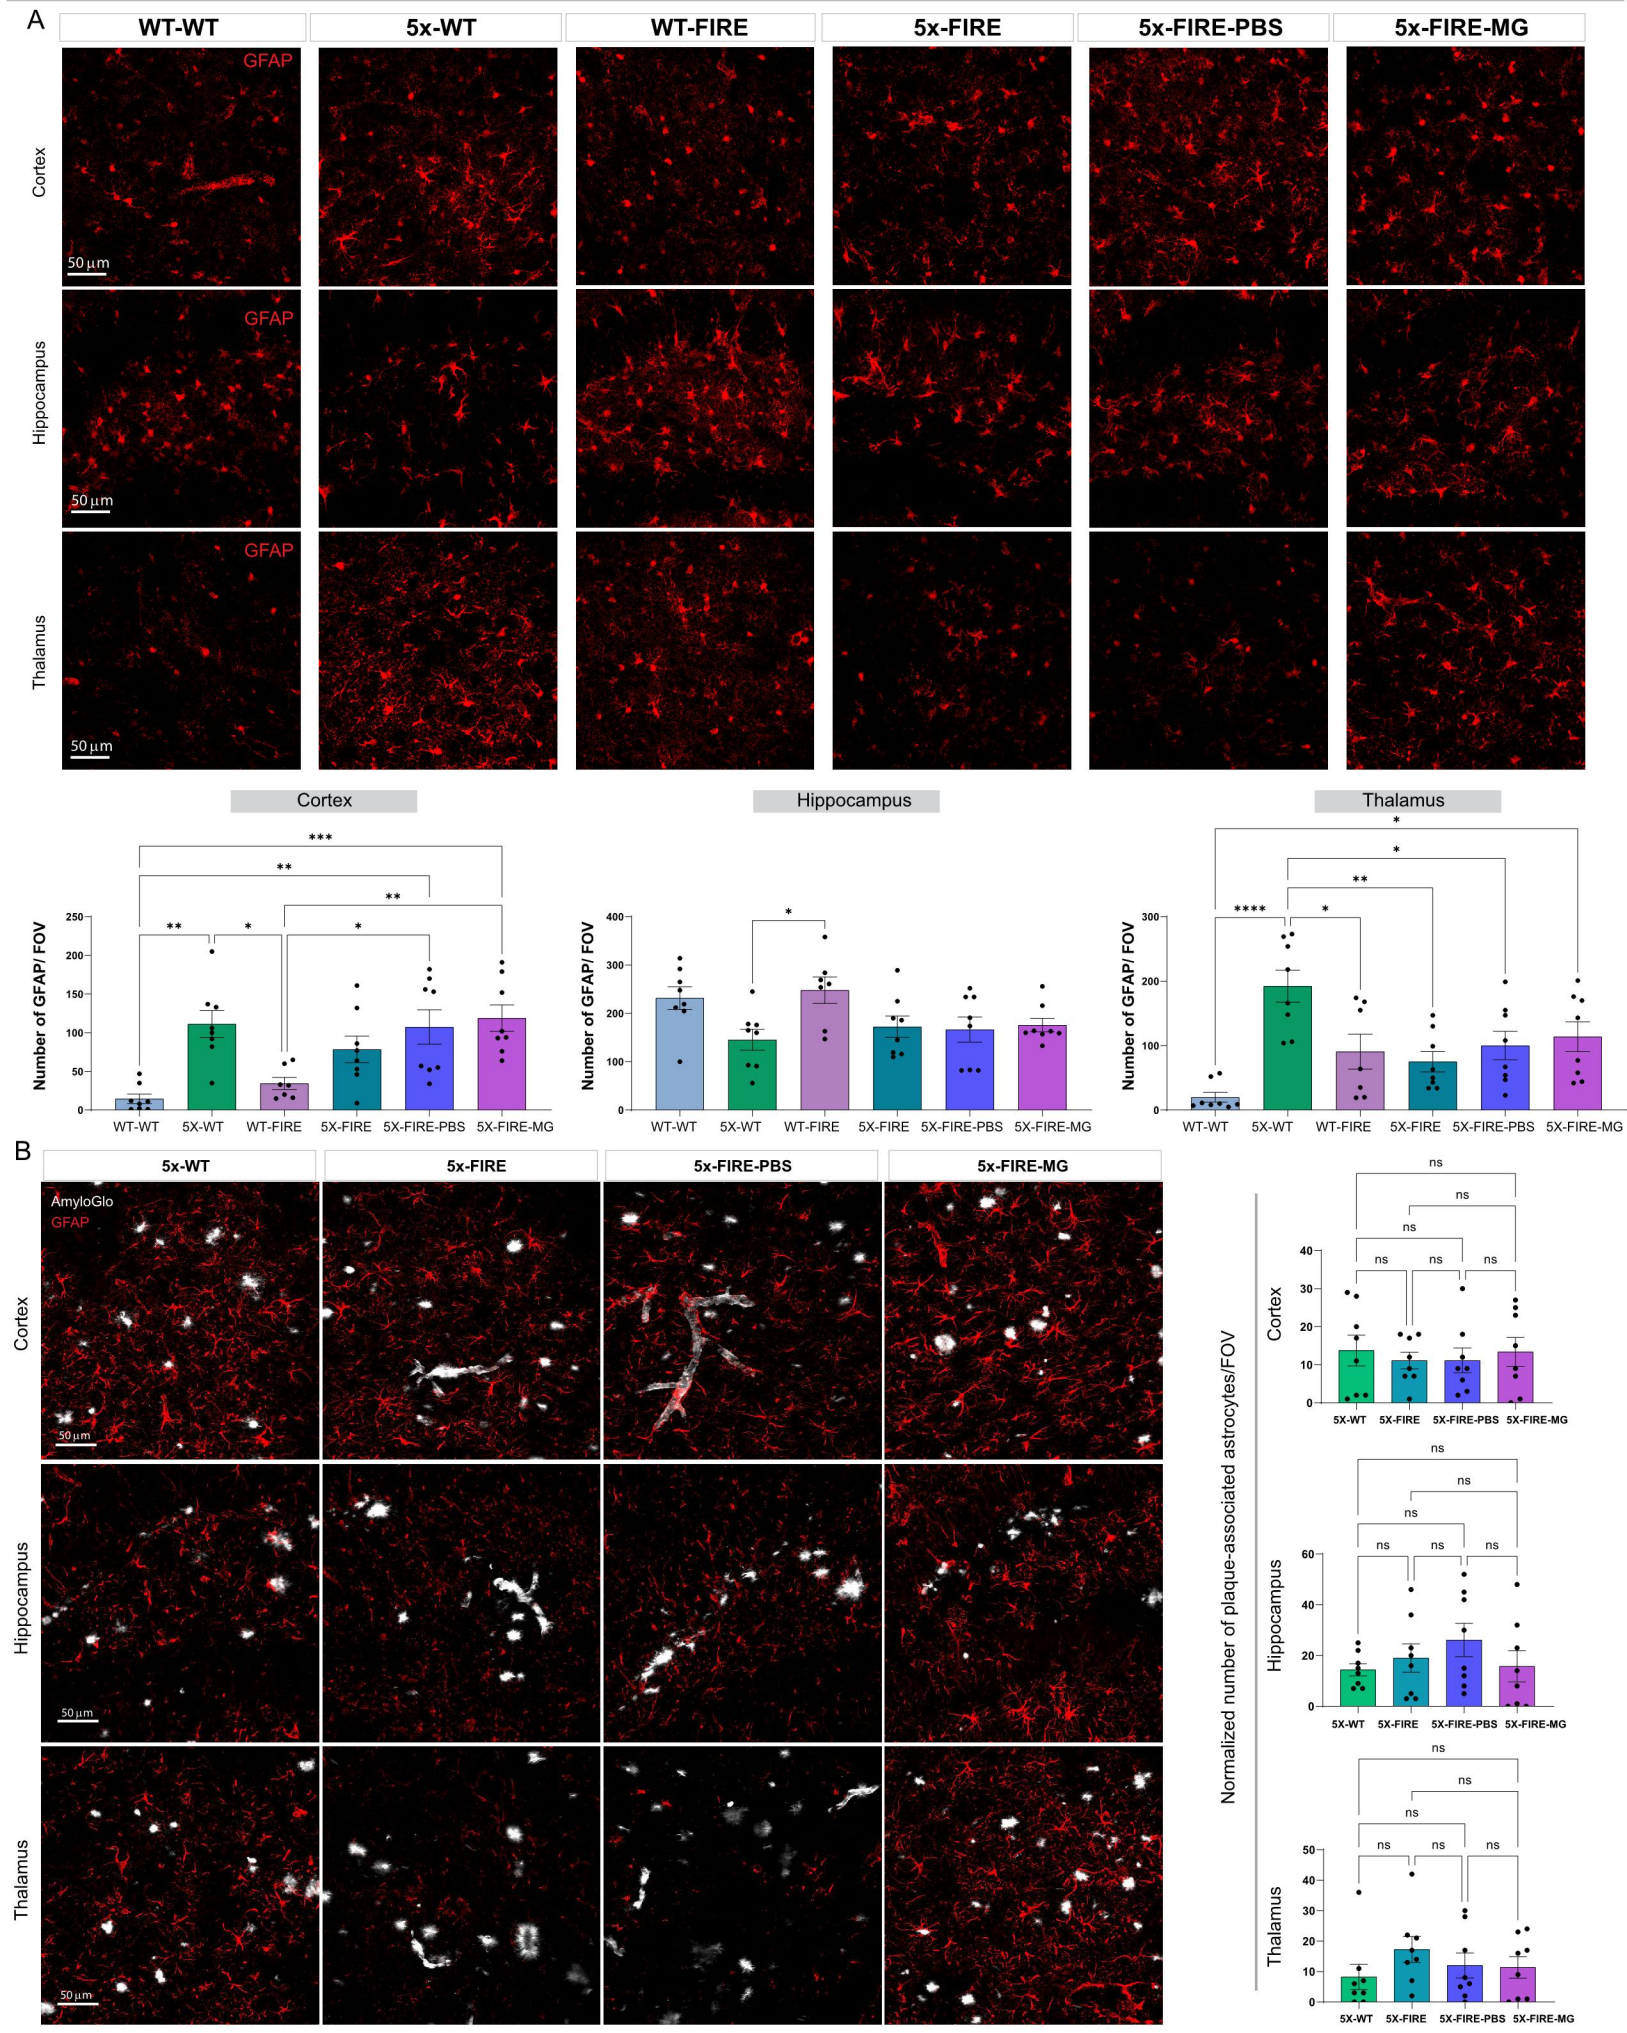 A
WT-WT 5x-WT WT-FIRE 5x-FIRE 5x-FIRE-PBS 5x-FIRE-MG
GFAP
Cortex
50 µm
GFAP
Hippocampus
50 µm
GFAP
Thalamus
50 µm
Cortex
***
**
**
** * *
Number of GFAP/ FOV
250
200
150
100
50
0
WT-WT 5X-WT WT-FIRE 5X-FIRE 5X-FIRE-PBS 5X-FIRE-MG
Hippocampus
*
Number of GFAP/ FOV
400
300
200
100
0
WT-WT 5X-WT WT-FIRE 5X-FIRE 5X-FIRE-PBS 5X-FIRE-MG
Thalamus
*
*
**
**** *
Number of GFAP/ FOV
300
200
100
0
WT-WT 5X-WT WT-FIRE 5X-FIRE 5X-FIRE-PBS 5X-FIRE-MG
B
5x-WT 5x-FIRE 5x-FIRE-PBS 5x-FIRE-MG
AmyloGlo
GFAP
Cortex
50 µm
Hippocampus
50 µm
Thalamus
50 µm
Normalized number of plaque-associated astrocytes/FOV
ns
ns
ns
ns ns ns
Cortex
40
30
20
10
0
5X-WT 5X-FIRE 5X-FIRE-PBS 5X-FIRE-MG
ns
ns
ns
ns ns ns
Hippocampus
60
40
20
0
5X-WT 5X-FIRE 5X-FIRE-PBS 5X-FIRE-MG
ns
ns
ns
ns ns ns
Thalamus
50
40
30
20
10
0
5X-WT 5X-FIRE 5X-FIRE-PBS 5X-FIRE-MG